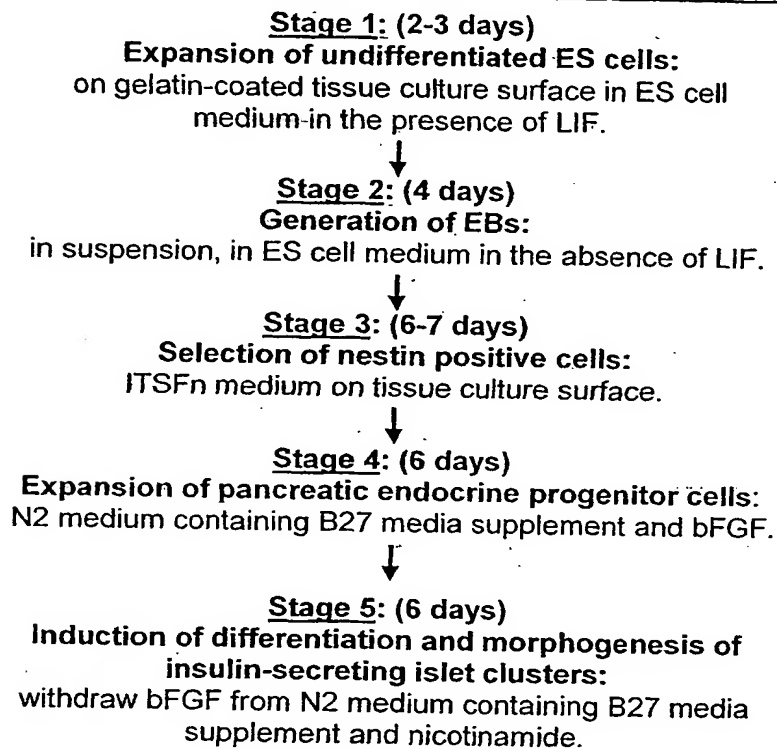 Stage 1: (2-3 days)
Expansion of undifferentiated ES cells:
on gelatin-coated tissue culture surface in ES cell
medium-in the presence of LIF.
Stage 2: (4 days)
Generation of EBs:
in suspension, in ES cell medium in the absence of LIF.
Stage 3: (6-7 days)
Selection of nestin positive cells:
ITSFn medium on tissue culture surface.
Stage 4: (6 days)
Expansion of pancreatic endocrine progenitor cells:
N2 medium containing B27 media supplement and bFGF.
Stage 5: (6 days)
Induction of differentiation and morphogenesis of
insulin-secreting islet clusters:
withdraw bFGF from N2 medium containing B27 media
supplement and nicotinamide.